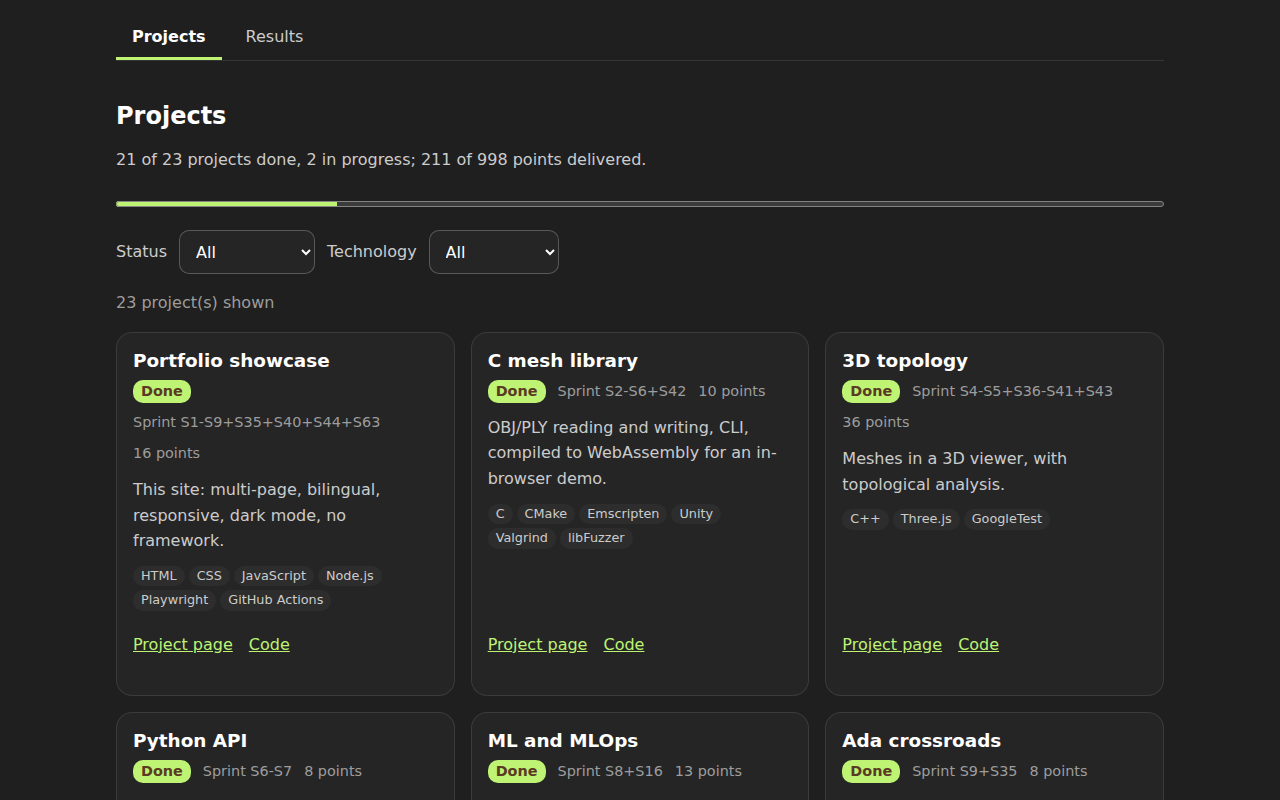 Projects Results
Projects
21 of 23 projects done, 2 in progress; 211 of 998 points delivered.
Status All Technology All
23 project(s) shown
Portfolio showcase
Done
Sprint S1-S9+S35+S40+S44+S63
16 points
This site: multi-page, bilingual,
responsive, dark mode, no
framework.
HTML CSS JavaScript Node.js
Playwright GitHub Actions
Project page Code
C mesh library
Done Sprint S2-S6+S42 10 points
OBJ/PLY reading and writing, CLI,
compiled to WebAssembly for an in-
browser demo.
C CMake Emscripten Unity
Valgrind libFuzzer
Project page Code
3D topology
Done Sprint S4-S5+S36-S41+S43
36 points
Meshes in a 3D viewer, with
topological analysis.
C++ Three.js GoogleTest
Project page Code
Python API
Done Sprint S6-S7 8 points
ML and MLOps
Done Sprint S8+S16 13 points
Ada crossroads
Done Sprint S9+S35 8 points